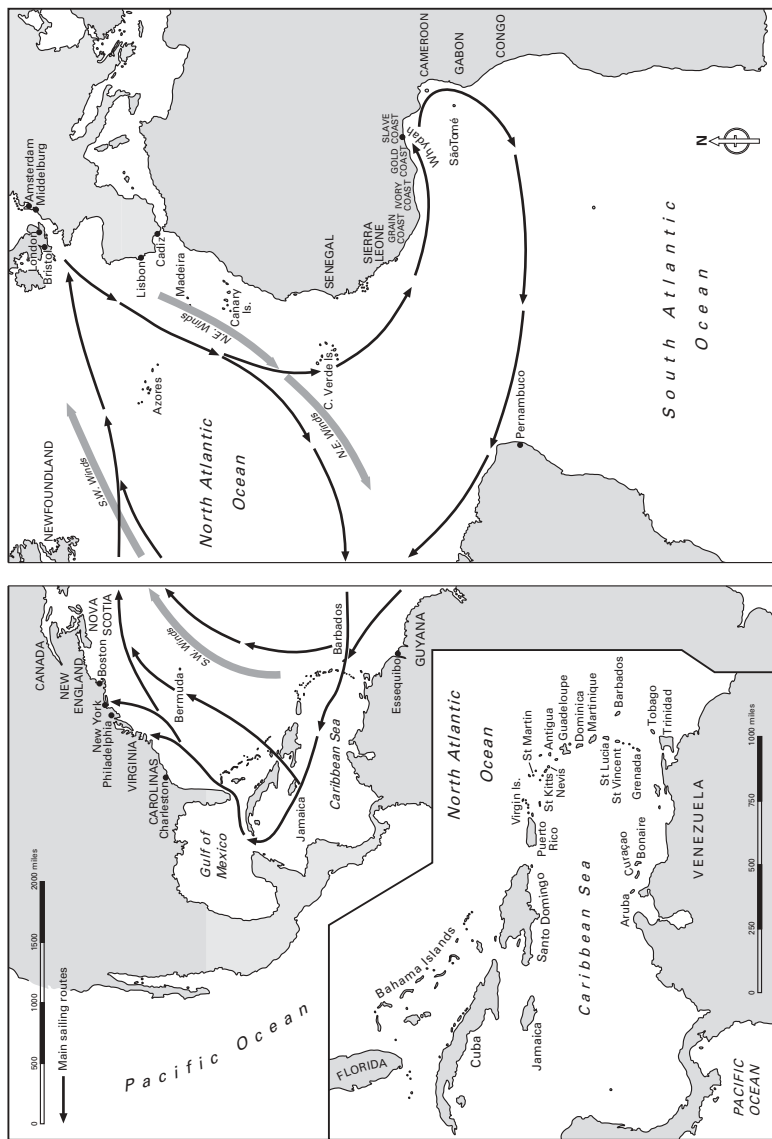 CANADA
NEW
ENGLAND
NOVA
SCOTIA
Boston
New York
Philadelphia
VIRGINIA
CAROLINAS
Charleston
Bermuda
S.W. Winds
Gulf of
Mexico
Jamaica
Caribbean Sea
Barbados
Essequibo
GUYANA
Pacific Ocean
Main sailing routes
0 500 1000 1500 2000 miles
FLORIDA
Bahama Islands
Cuba
Jamaica
Santo Domingo
Puerto
Rico
Virgin Is.
St Martin
St Kitts
Nevis
Antigua
Guadeloupe
Dominica
Martinique
St Lucia
St Vincent
Barbados
Grenada
Tobago
Trinidad
Aruba
Curaçao
Bonaire
North Atlantic
Ocean
Caribbean Sea
VENEZUELA
PACIFIC
OCEAN
0 250 500 750 1000 miles
NEWFOUNDLAND
S.W. Winds
North Atlantic
Ocean
Azores
London
Bristol
Amsterdam
Middelburg
Lisbon
Cadiz
Madeira
Canary
Is.
N.E. Winds
C. Verde Is.
N.E. Winds
SENEGAL
SIERRA
LEONE
GRAIN
COAST
IVORY
COAST
GOLD
COAST
SLAVE
COAST
Whydah
CAMEROON
GABON
CONGO
SãoTomé
Pernambuco
South Atlantic
Ocean
N